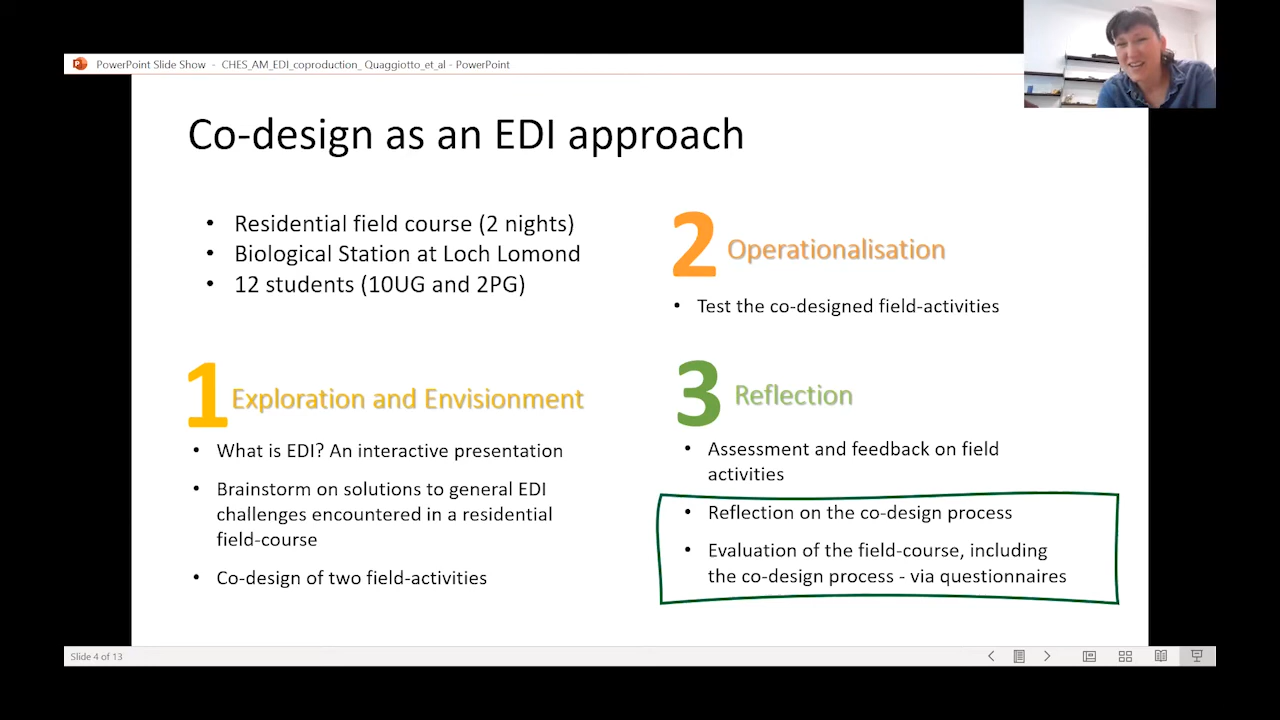 PowerPoint Slide Show - CHES_AM_EDI_coproduction_ Quaggiotto_et_al - PowerPoint
Co-design as an EDI approach
• Residential field course (2 nights)
• Biological Station at Loch Lomond
• 12 students (10UG and 2PG)
1 Exploration and Envisionment
• What is EDI? An interactive presentation
• Brainstorm on solutions to general EDI
challenges encountered in a residential
field-course
• Co-design of two field-activities
2 Operationalisation
• Test the co-designed field-activities
3 Reflection
• Assessment and feedback on field
activities
• Reflection on the co-design process
• Evaluation of the field-course, including
the co-design process - via questionnaires
Slide 4 of 13